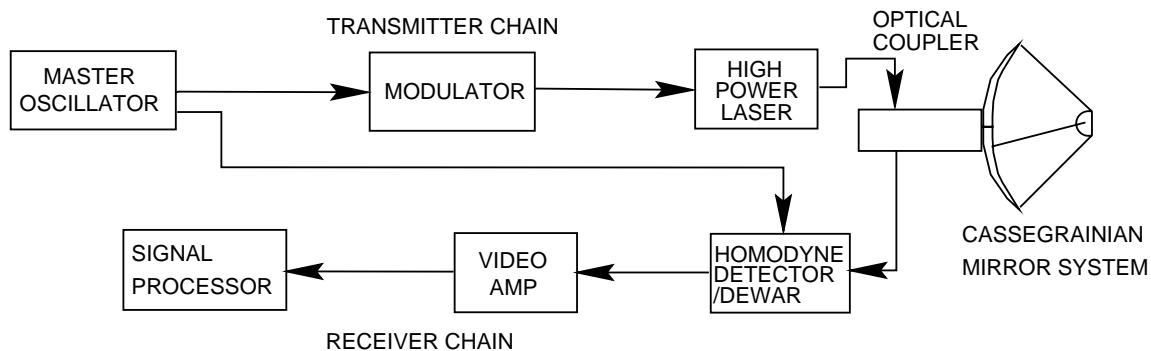 TRANSMITTER CHAIN
OPTICAL
COUPLER
MASTER
OSCILLATOR
MODULATOR
HIGH
POWER
LASER
CASSEGRAINIAN
MIRROR SYSTEM
HOMODYNE
DETECTOR
/DEWAR
VIDEO
AMP
SIGNAL
PROCESSOR
RECEIVER CHAIN